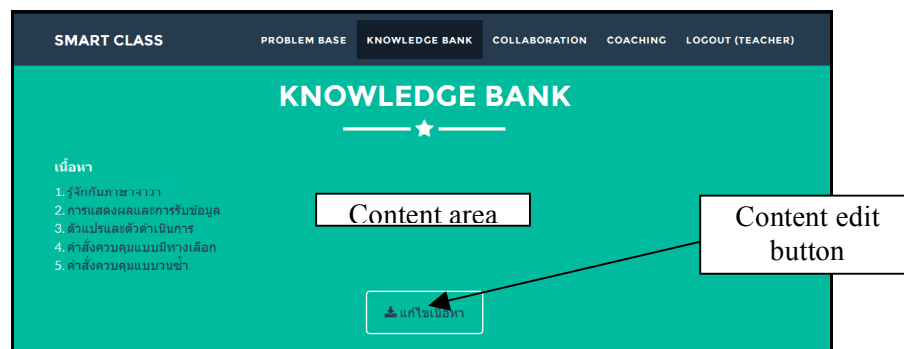 SMART CLASS PROBLEM BASE KNOWLEDGE BANK COLLABORATION COACHING LOGOUT (TEACHER)
KNOWLEDGE BANK
เนื้อหา
1. รู้จักกับภาษาจาวา
2. การแสดงผลและการรับข้อมูล
3. ตัวแปรและตัวดำเนินการ
4. คำสั่งควบคุมแบบมีทางเลือก
5. คำสั่งควบคุมแบบวนซ้ำ
Content area
Content edit
button
แก้ไขเนื้อหา